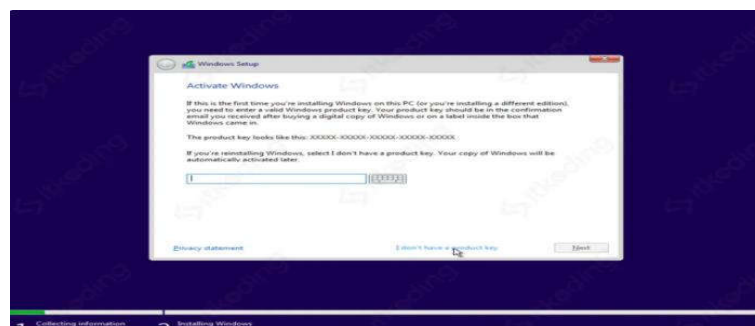 Windows Setup
Activate Windows
If this is the first time you're installing Windows on this PC (or you're installing a different edition),
you need to enter a valid Windows product key. Your product key should be in the confirmation
email you received after buying a digital copy of Windows or on a label inside the box that
Windows came in.
The product key looks like this: XXXXX-XXXXX-XXXXX-XXXXX-XXXXX
If you're reinstalling Windows, select I don't have a product key. Your copy of Windows will be
automatically activated later.
Privacy statement
I don't have a product key
Next
1 Collecting information
2 Installing Windows